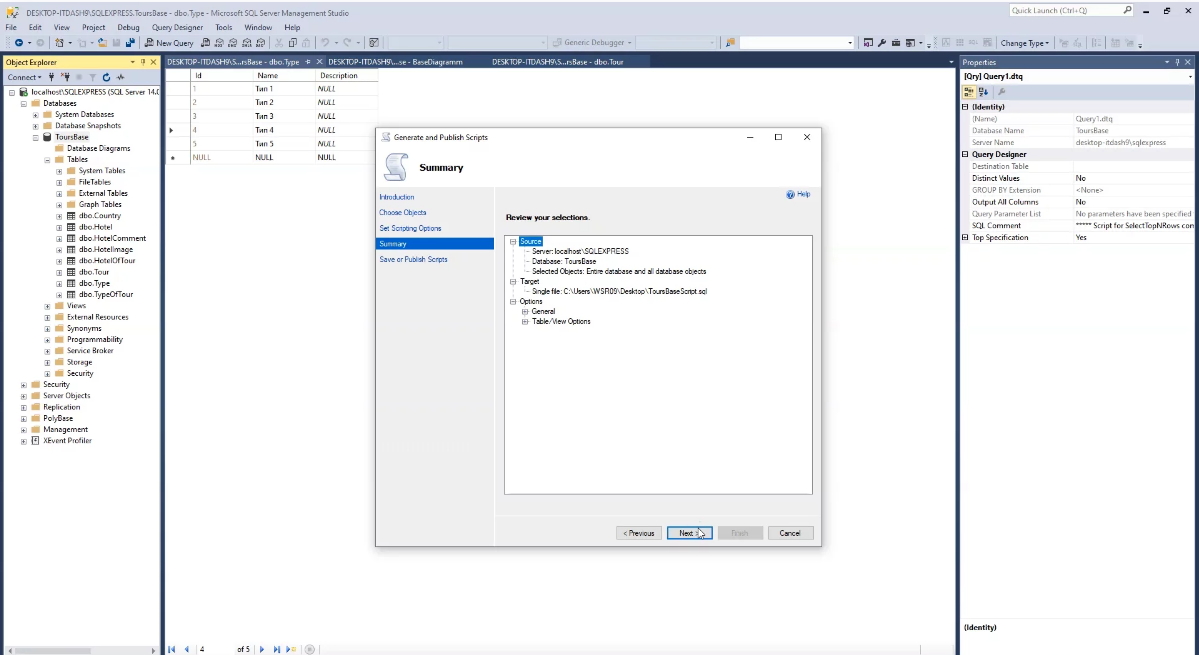 DESKTOP-ITDASH9\SQLEXPRESS.ToursBase - dbo.Type - Microsoft SQL Server Management Studio
Quick Launch (Ctrl+Q)
File Edit View Project Debug Query Designer Tools Window Help
New Query
Generic Debugger
Change Type
Object Explorer
Connect
localhost\SQLEXPRESS (SQL Server 14.0
Databases
System Databases
Database Snapshots
ToursBase
Database Diagrams
Tables
System Tables
FileTables
External Tables
Graph Tables
dbo.Country
dbo.Hotel
dbo.HotelComment
dbo.HotelImage
dbo.HotelOfTour
dbo.Tour
dbo.Type
dbo.TypeOfTour
Views
External Resources
Synonyms
Programmability
Service Broker
Storage
Security
Security
Server Objects
Replication
PolyBase
Management
XEvent Profiler
DESKTOP-ITDASH9\S...rsBase - dbo.Type
DESKTOP-ITDASH9\...se - BaseDiagramm
DESKTOP-ITDASH9\S...rsBase - dbo.Tour
Id Name Description
1 Тип 1 NULL
2 Тип 2 NULL
3 Тип 3 NULL
4 Тип 4 NULL
5 Тип 5 NULL
NULL NULL NULL
4 of 5
Generate and Publish Scripts
Summary
Introduction
Choose Objects
Set Scripting Options
Summary
Save or Publish Scripts
Help
Review your selections.
Source
Server: localhost\SQLEXPRESS
Database: ToursBase
Selected Objects: Entire database and all database objects
Target
Single file: C:\Users\WSR09\Desktop\ToursBaseScript.sql
Options
General
Table/View Options
< Previous
Next >
Finish
Cancel
Properties
[Qry] Query1.dtq
(Identity)
(Name) Query1.dtq
Database Name ToursBase
Server Name desktop-itdash9\sqlexpress
Query Designer
Destination Table
Distinct Values No
GROUP BY Extension <None>
Output All Columns No
Query Parameter List No parameters have been specified
SQL Comment ***** Script for SelectTopNRows com
Top Specification Yes
(Identity)